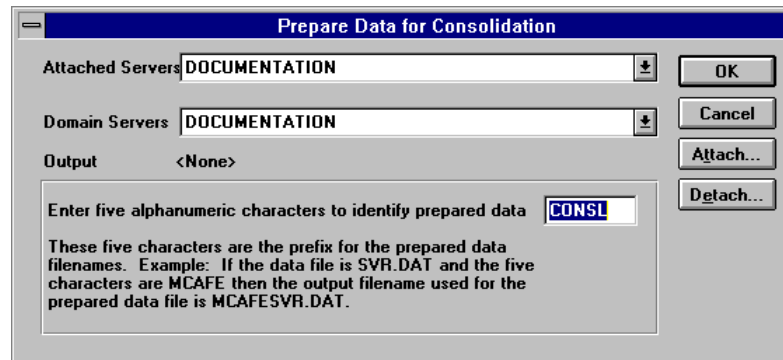 Prepare Data for Consolidation
Attached Servers DOCUMENTATION
OK
Domain Servers DOCUMENTATION
Cancel
Output <None>
Attach...
Detach...
Enter five alphanumeric characters to identify prepared data CONSL
These five characters are the prefix for the prepared data
filenames. Example: If the data file is SVR.DAT and the five
characters are MCAFE then the output filename used for the
prepared data file is MCAFESVR.DAT.